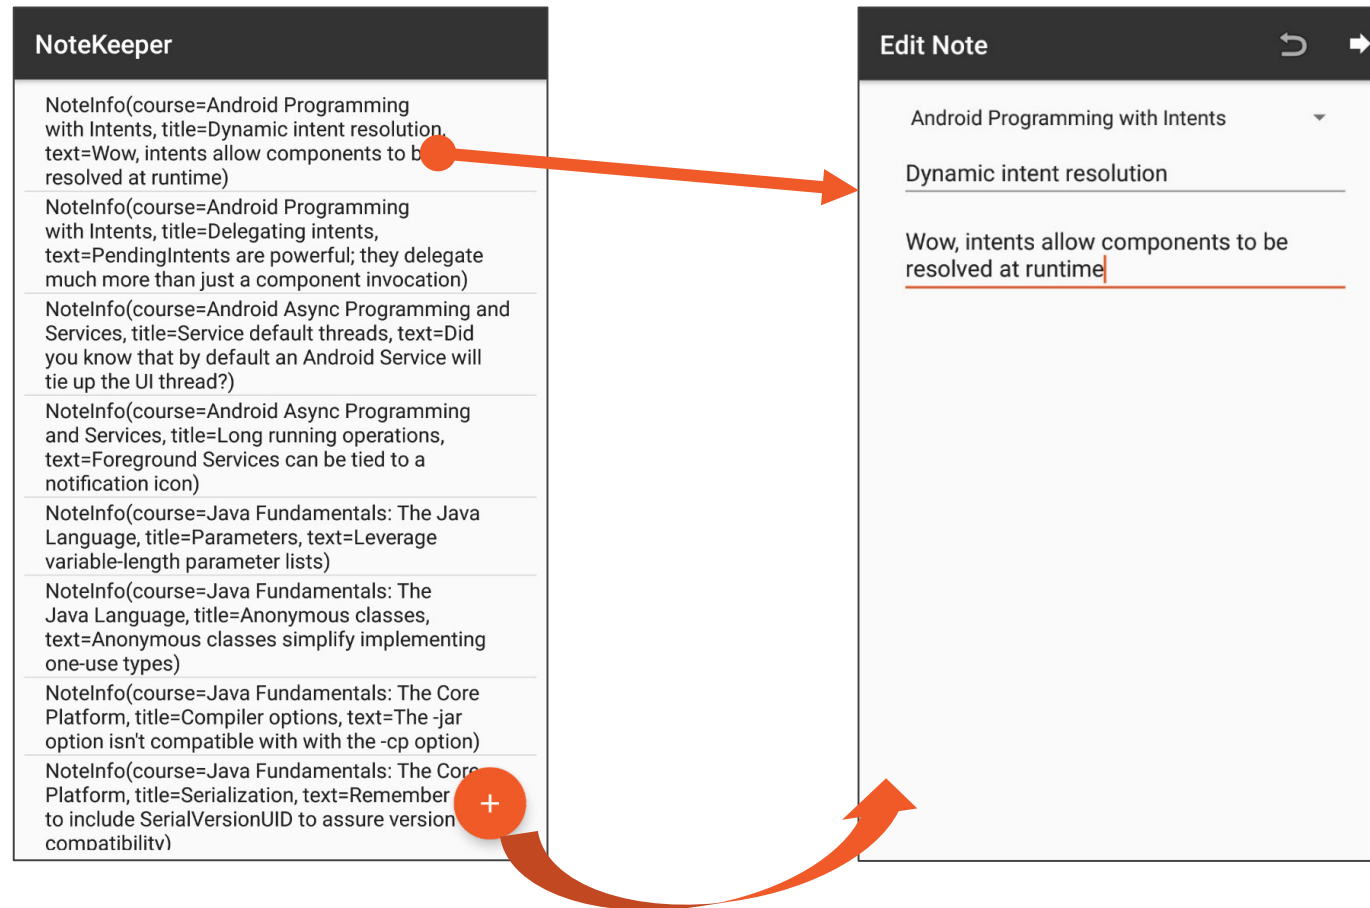 NoteKeeper
NoteInfo(course=Android Programming
with Intents, title=Dynamic intent resolution,
text=Wow, intents allow components to b
resolved at runtime)
NoteInfo(course=Android Programming
with Intents, title=Delegating intents,
text=PendingIntents are powerful; they delegate
much more than just a component invocation)
NoteInfo(course=Android Async Programming and
Services, title=Service default threads, text=Did
you know that by default an Android Service will
tie up the UI thread?)
NoteInfo(course=Android Async Programming
and Services, title=Long running operations,
text=Foreground Services can be tied to a
notification icon)
NoteInfo(course=Java Fundamentals: The Java
Language, title=Parameters, text=Leverage
variable-length parameter lists)
NoteInfo(course=Java Fundamentals: The
Java Language, title=Anonymous classes,
text=Anonymous classes simplify implementing
one-use types)
NoteInfo(course=Java Fundamentals: The Core
Platform, title=Compiler options, text=The -jar
option isn't compatible with with the -cp option)
NoteInfo(course=Java Fundamentals: The Core
Platform, title=Serialization, text=Remember
to include SerialVersionUID to assure version
compatibility)
+
Edit Note
Android Programming with Intents
Dynamic intent resolution
Wow, intents allow components to be
resolved at runtime